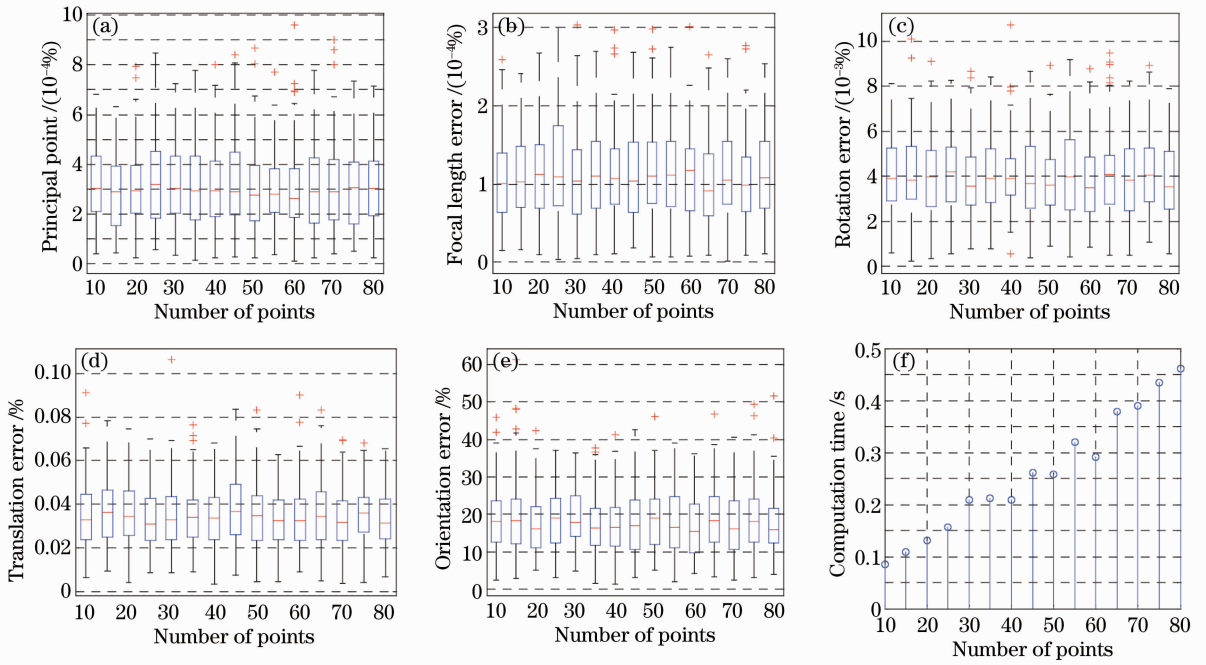 (a)
Principal point /(10⁻⁴%)
10
8
6
4
2
0
10 20 30 40 50 60 70 80
Number of points
(b)
Focal length error /(10⁻⁴%)
3
2
1
0
10 20 30 40 50 60 70 80
Number of points
(c)
Rotation error /(10⁻³%)
10
8
6
4
2
0
10 20 30 40 50 60 70 80
Number of points
(d)
Translation error /%
0.10
0.08
0.06
0.04
0.02
0
10 20 30 40 50 60 70 80
Number of points
(e)
Orientation error /%
60
50
40
30
20
10
0
10 20 30 40 50 60 70 80
Number of points
(f)
Computation time /s
0.5
0.4
0.3
0.2
0.1
0
10 20 30 40 50 60 70 80
Number of points